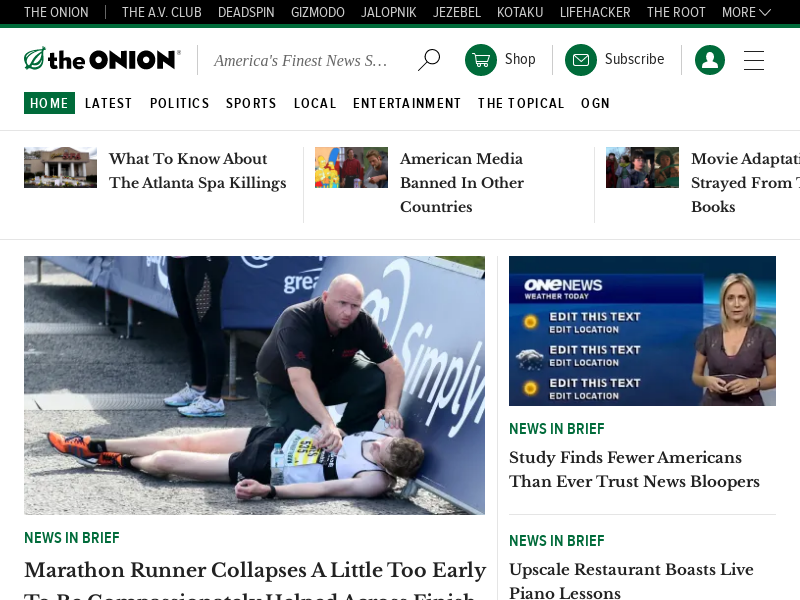 THE ONION THE A.V. CLUB DEADSPIN GIZMODO JALOPNIK JEZEBEL KOTAKU LIFEHACKER THE ROOT MORE
the ONION® America's Finest News S… Shop Subscribe
HOME LATEST POLITICS SPORTS LOCAL ENTERTAINMENT THE TOPICAL OGN
What To Know About
The Atlanta Spa Killings
American Media
Banned In Other
Countries
Movie Adaptati
Strayed From T
Books
grea
simply
ONE NEWS
WEATHER TODAY
EDIT THIS TEXT
EDIT LOCATION
EDIT THIS TEXT
EDIT LOCATION
EDIT THIS TEXT
EDIT LOCATION
NEWS IN BRIEF
Marathon Runner Collapses A Little Too Early
To Be Compassionately Helped Across Finish
NEWS IN BRIEF
Study Finds Fewer Americans
Than Ever Trust News Bloopers
NEWS IN BRIEF
Upscale Restaurant Boasts Live
Piano Lessons